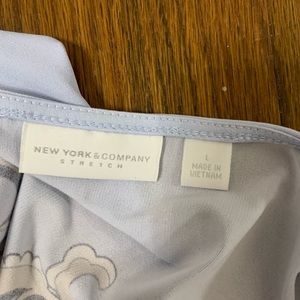 NEW YORK & COMPANY
STRETCH
L
MADE IN
VIETNAM